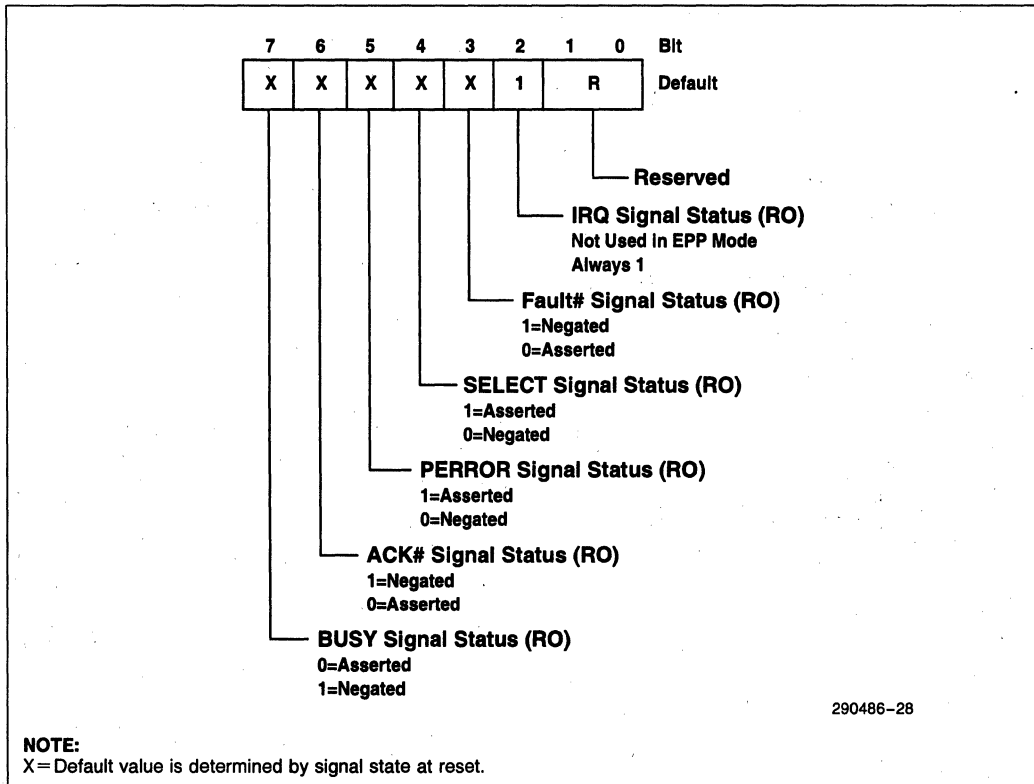 7 6 5 4 3 2 1 0 Bit
X X X X X 1 R Default
Reserved
IRQ Signal Status (RO)
Not Used in EPP Mode
Always 1
Fault# Signal Status (RO)
1=Negated
0=Asserted
SELECT Signal Status (RO)
1=Asserted
0=Negated
PERROR Signal Status (RO)
1=Asserted
0=Negated
ACK# Signal Status (RO)
1=Negated
0=Asserted
BUSY Signal Status (RO)
0=Asserted
1=Negated
290486-28
NOTE:
X=Default value is determined by signal state at reset.